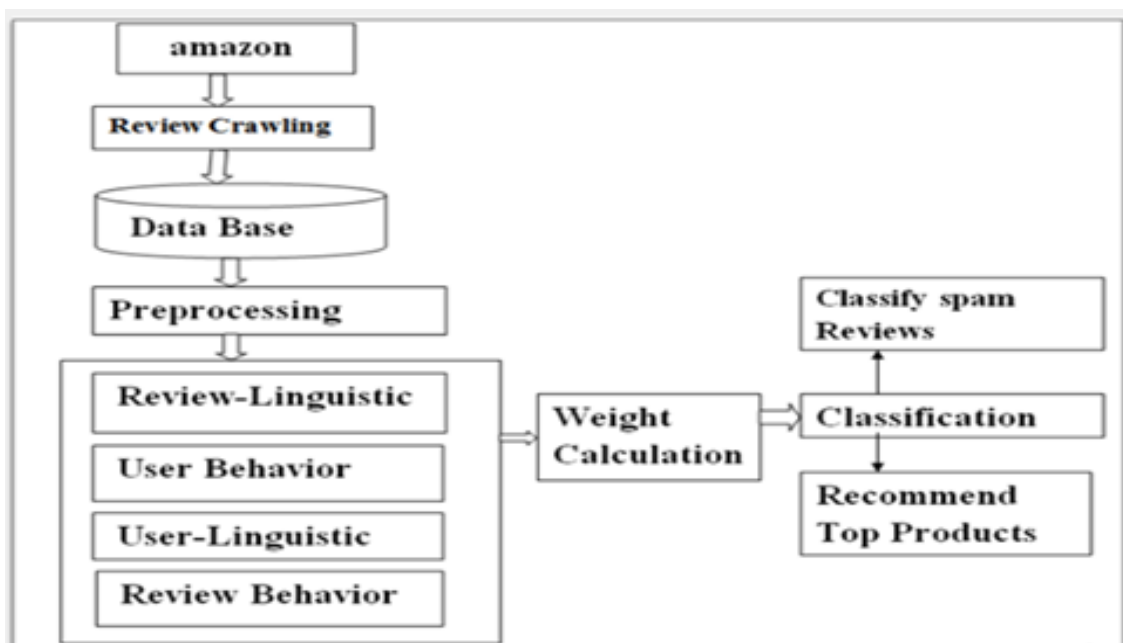 amazon
Review Crawling
Data Base
Preprocessing
Review-Linguistic
User Behavior
User-Linguistic
Review Behavior
Weight
Calculation
Classify spam
Reviews
Classification
Recommend
Top Products